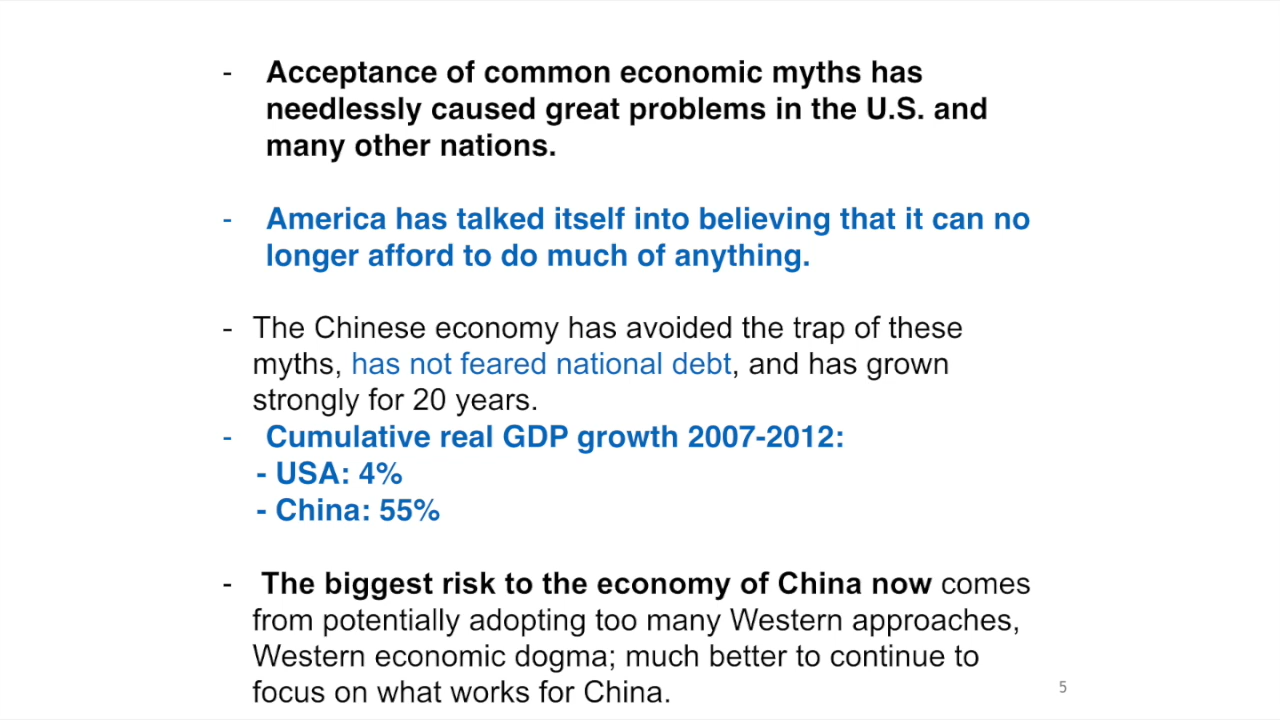 - Acceptance of common economic myths has
needlessly caused great problems in the U.S. and
many other nations.
- America has talked itself into believing that it can no
longer afford to do much of anything.
- The Chinese economy has avoided the trap of these
myths, has not feared national debt, and has grown
strongly for 20 years.
- Cumulative real GDP growth 2007-2012:
- USA: 4%
- China: 55%
- The biggest risk to the economy of China now comes
from potentially adopting too many Western approaches,
Western economic dogma; much better to continue to
focus on what works for China.
5